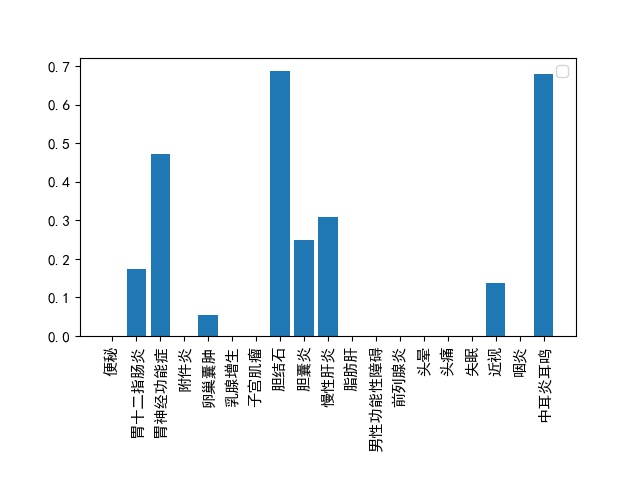 0.7
0.6
0.5
0.4
0.3
0.2
0.1
0.0
便秘
胃十二指肠炎
胃神经功能症
附件炎
卵巢囊肿
乳腺增生
子宫肌瘤
胆结石
胆囊炎
慢性肝炎
脂肪肝
男性功能性障碍
前列腺炎
头晕
头痛
失眠
近视
咽炎
中耳炎耳鸣